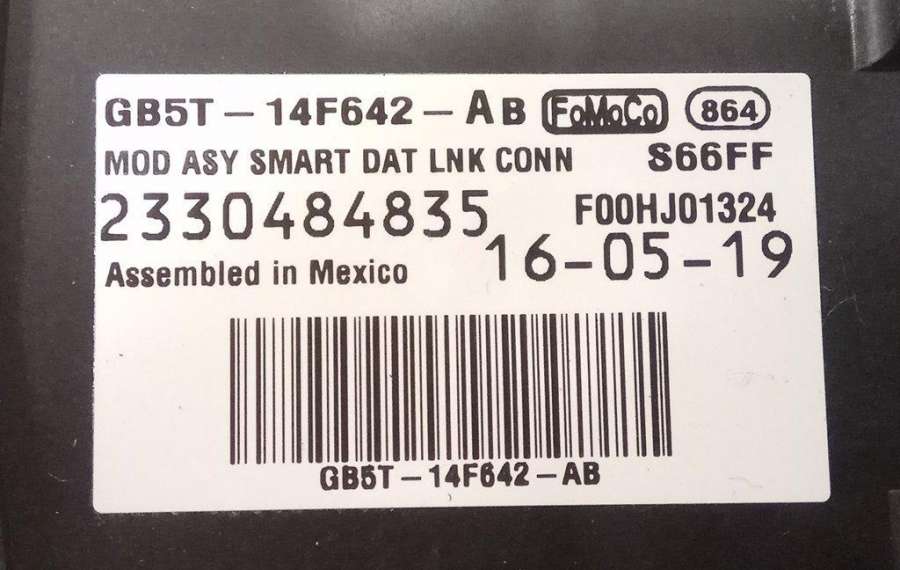 GB5T-14F642-AB FoMoCo 864
MOD ASY SMART DAT LNK CONN S66FF
2330484835 F00HJ01324
Assembled in Mexico 16-05-19
GB5T-14F642-AB